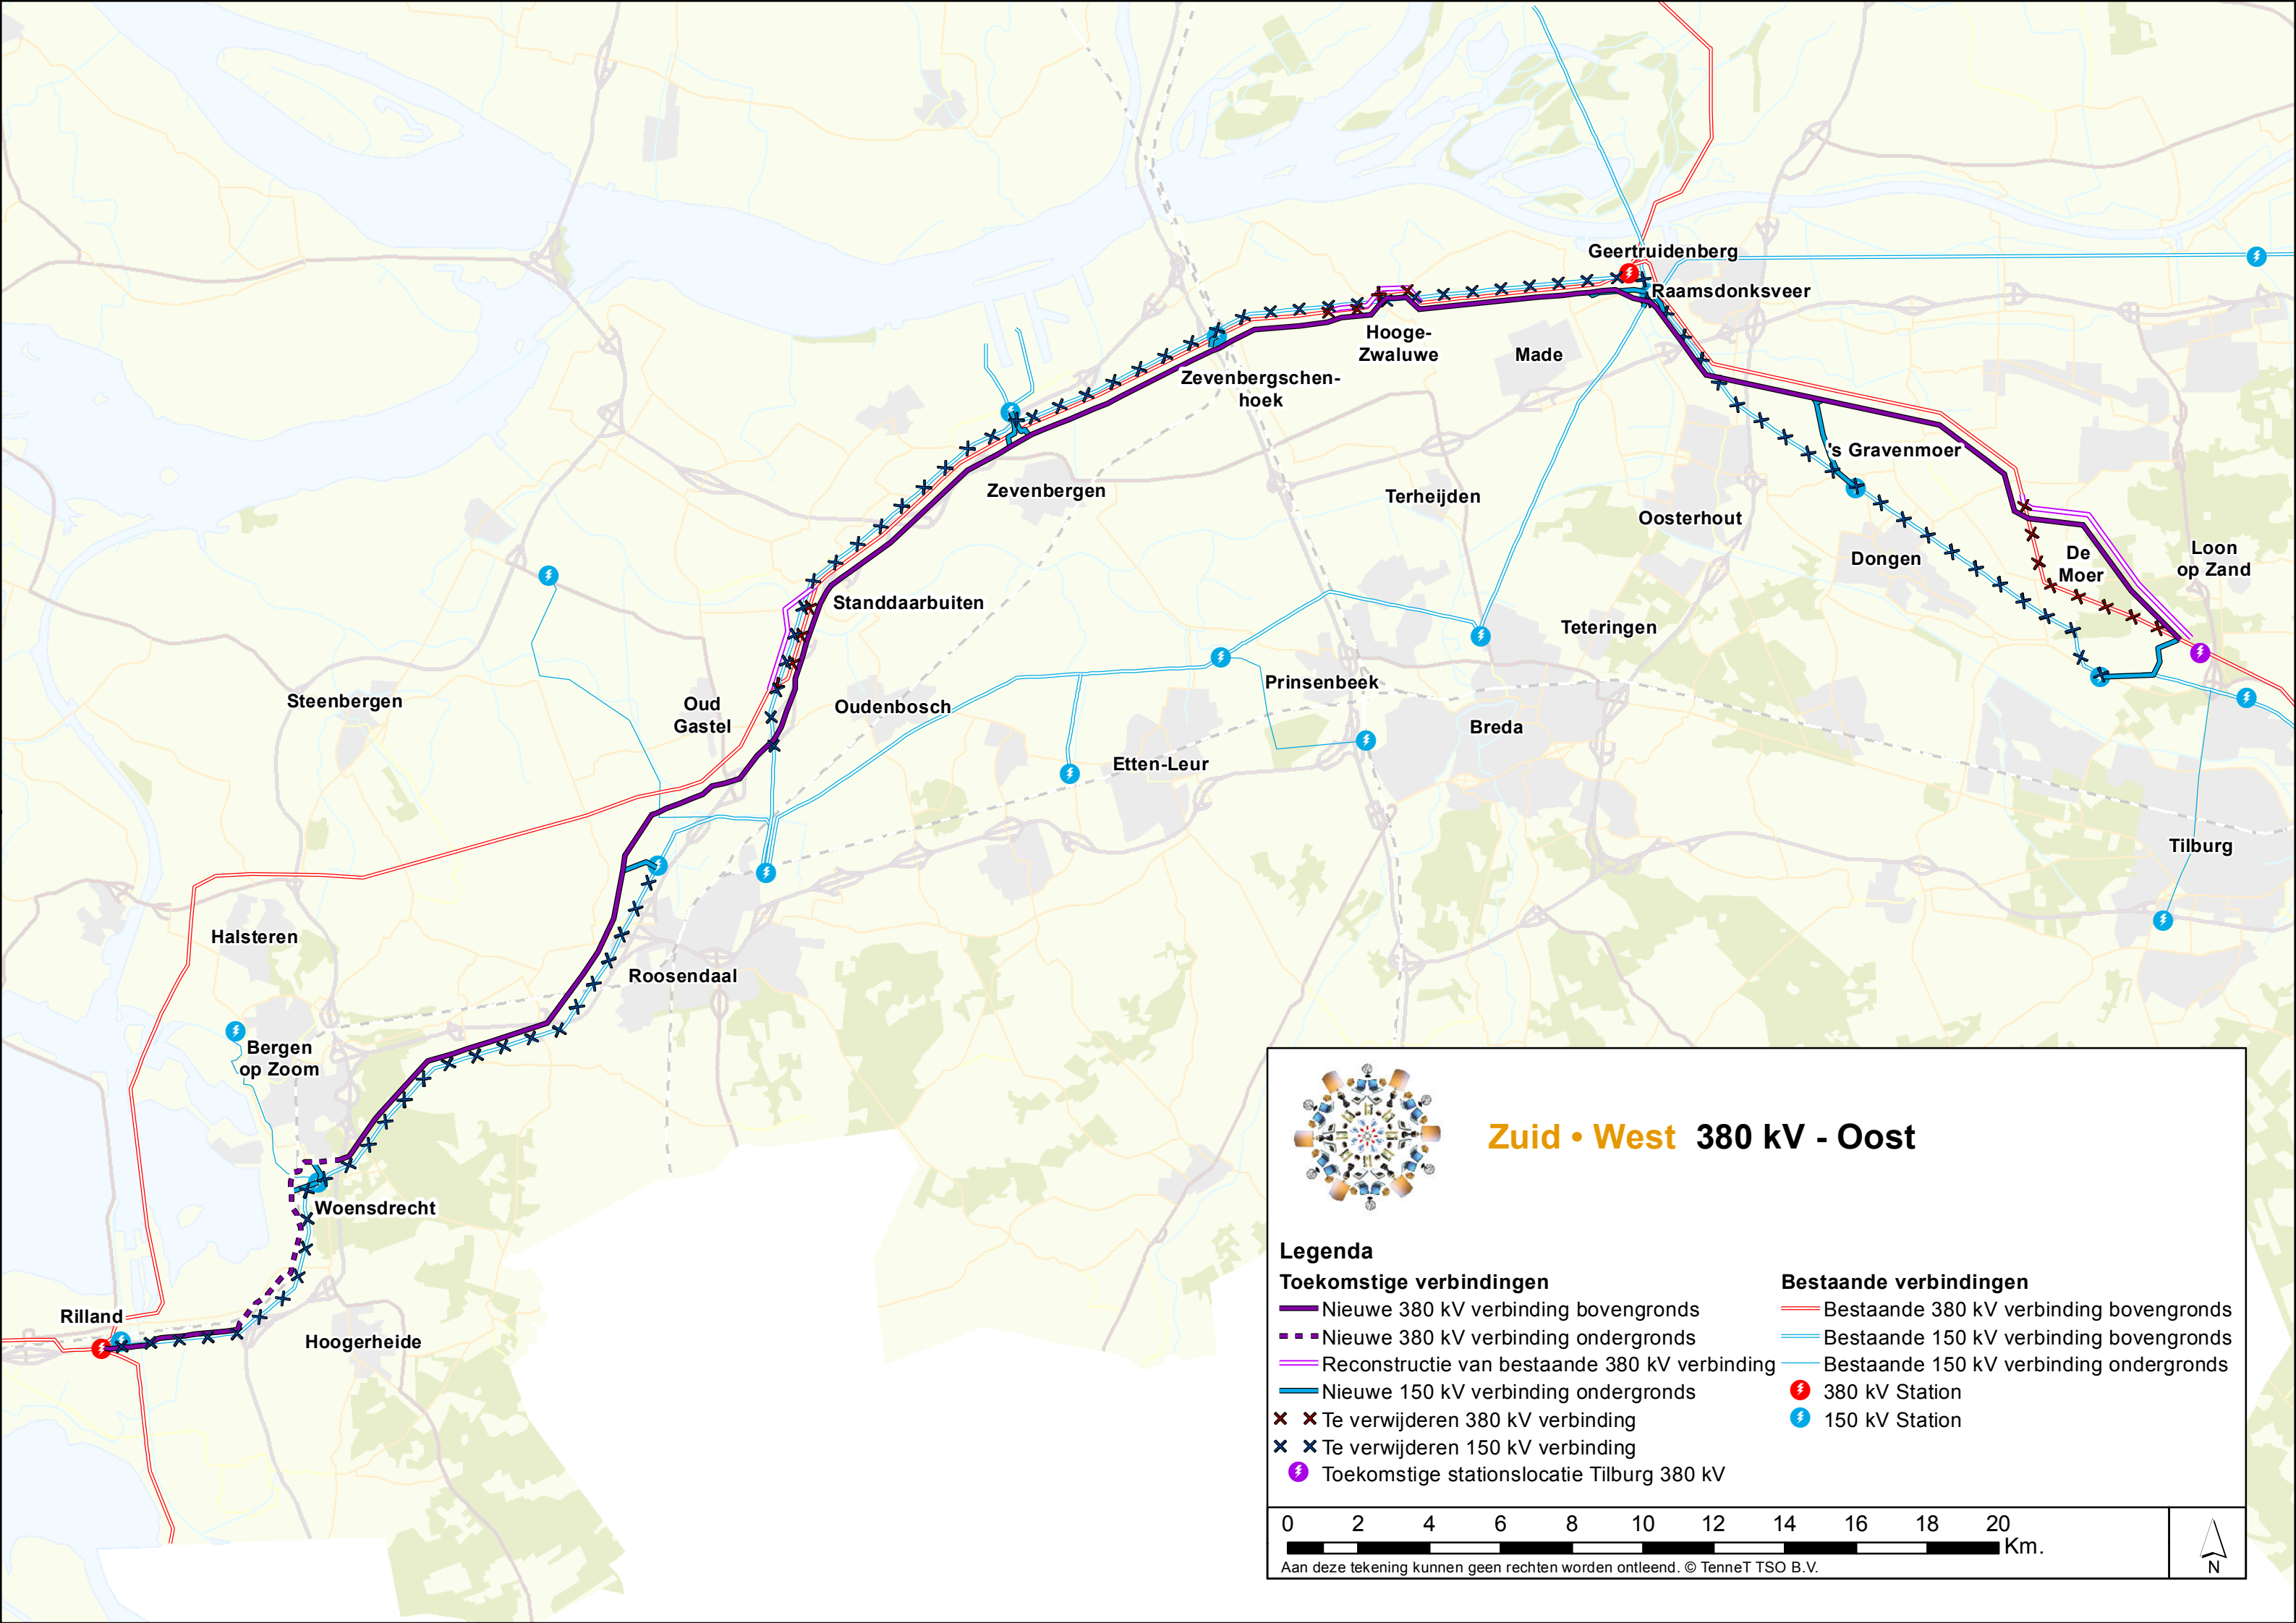 Geertruidenberg
Raamsdonksveer
Hooge-
Zwaluwe
Made
Zevenbergschen-
hoek
's Gravenmoer
Zevenbergen
Terheijden
Oosterhout
Dongen
De
Moer
Loon
op Zand
Standdaarbuiten
Teteringen
Steenbergen
Oud
Gastel
Oudenbosch
Prinsenbeek
Breda
Etten-Leur
Tilburg
Halsteren
Roosendaal
Bergen
op Zoom
Woensdrecht
Rilland
Hoogerheide
Zuid • West 380 kV - Oost
Legenda
Toekomstige verbindingen
Nieuwe 380 kV verbinding bovengronds
Nieuwe 380 kV verbinding ondergronds
Reconstructie van bestaande 380 kV verbinding
Nieuwe 150 kV verbinding ondergronds
Te verwijderen 380 kV verbinding
Te verwijderen 150 kV verbinding
Toekomstige stationslocatie Tilburg 380 kV
Bestaande verbindingen
Bestaande 380 kV verbinding bovengronds
Bestaande 150 kV verbinding bovengronds
Bestaande 150 kV verbinding ondergronds
380 kV Station
150 kV Station
0 2 4 6 8 10 12 14 16 18 20
Km.
Aan deze tekening kunnen geen rechten worden ontleend. © TenneT TSO B.V.
N